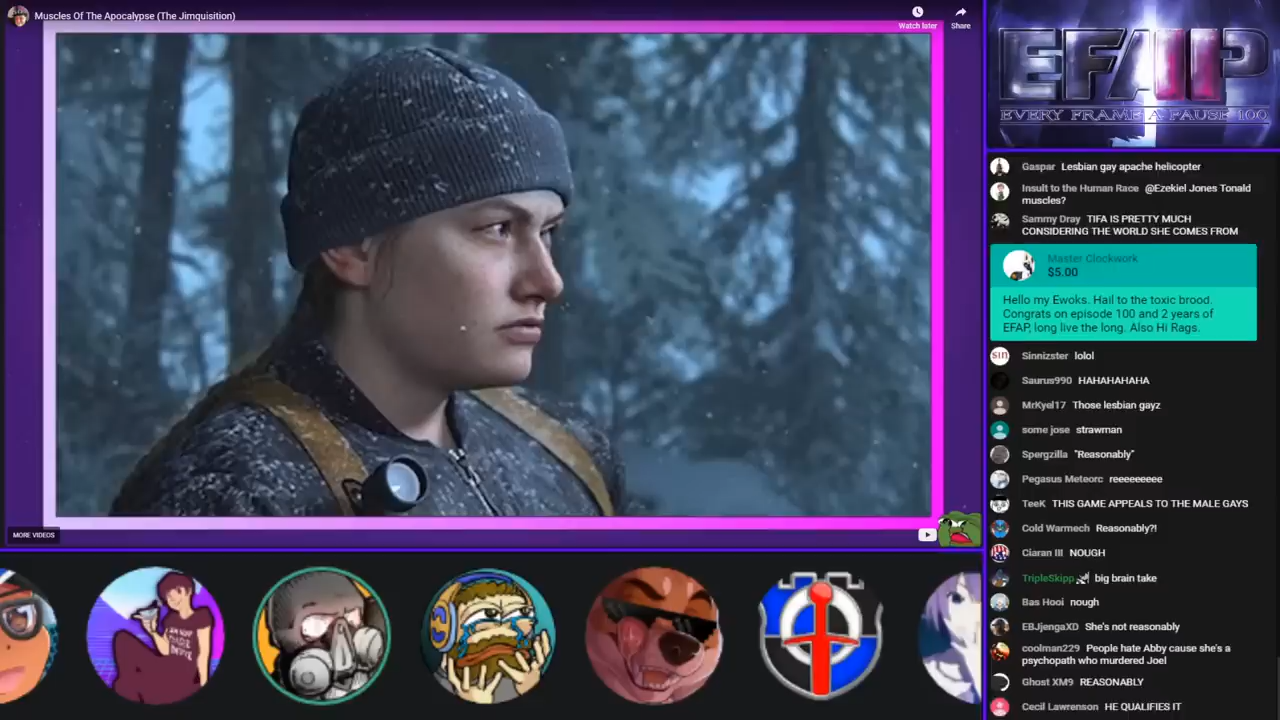 Muscles Of The Apocalypse (The Jimquisition)
Watch later
Share
MORE VIDEOS
EFAP
EVERY FRAME A PAUSE 100
Gaspar Lesbian gay apache helicopter
Insult to the Human Race @Ezekiel Jones Tonald
muscles?
Sammy Dray TIFA IS PRETTY MUCH
CONSIDERING THE WORLD SHE COMES FROM
Master Clockwork
$5.00
Hello my Ewoks. Hail to the toxic brood.
Congrats on episode 100 and 2 years of
EFAP, long live the long. Also Hi Rags.
Sinnizster lolol
Saurus990 HAHAHAHAHA
MrKyel17 Those lesbian gayz
some jose strawman
Spergzilla "Reasonably"
Pegasus Meteorc reeeeeeeee
TeeK THIS GAME APPEALS TO THE MALE GAYS
Cold Warmech Reasonably?!
Ciaran III NOUGH
TripleSkipp big brain take
Bas Hooi nough
EBJjengaXD She's not reasonably
coolman229 People hate Abby cause she's a
psychopath who murdered Joel
Ghost XM9 REASONABLY
Cecil Lawrenson HE QUALIFIES IT